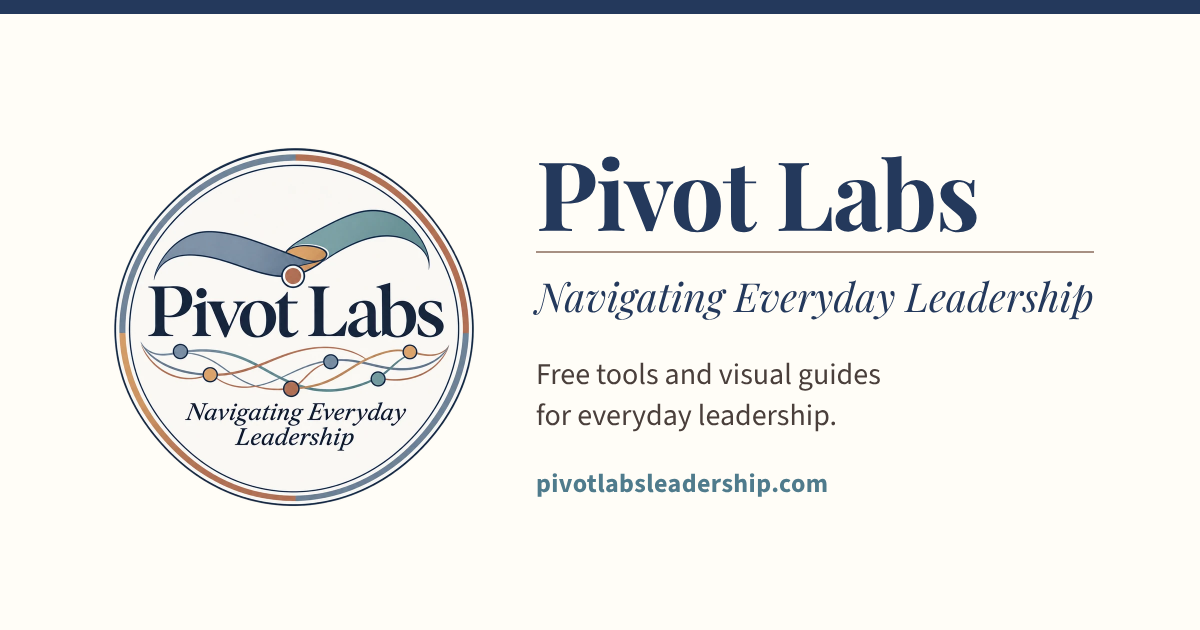 Pivot Labs
Navigating Everyday
Leadership
Pivot Labs
Navigating Everyday Leadership
Free tools and visual guides
for everyday leadership.
pivotlabsleadership.com